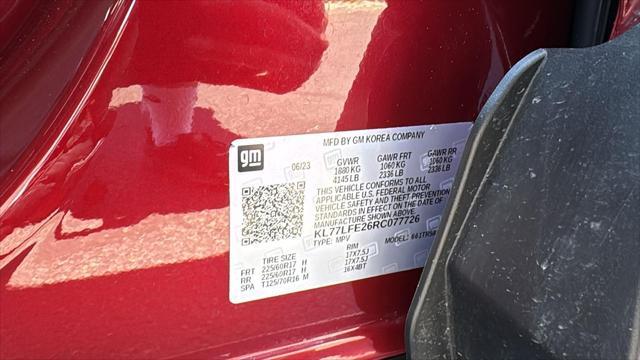 MFD BY GM KOREA COMPANY
gm
06/23 GVWR GAWR FRT GAWR RR
1880 KG 1060 KG 1060 KG
4145 LB 2336 LB 2336 LB
THIS VEHICLE CONFORMS TO ALL
APPLICABLE U.S. FEDERAL MOTOR
VEHICLE SAFETY AND THEFT PREVENTION
STANDARDS IN EFFECT ON THE DATE OF
MANUFACTURE SHOWN ABOVE.
KL77LFE26RC077726
TYPE: MPV MODEL:
TIRE SIZE RIM
FRT 225/60R17 H 17X7.5J
RR 225/60R17 H 17X7.5J
SPA T125/70R16 M 16X4BT